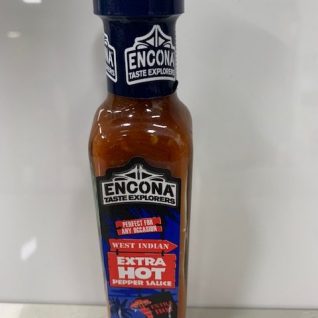 ENCONA
TASTE EXPLORERS
ENCONA
TASTE EXPLORERS
PERFECT FOR
ANY OCCASION
WEST INDIAN
EXTRA
HOT
PEPPER SAUCE